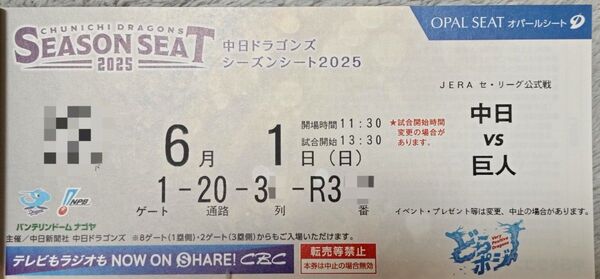 CHUNICHI DRAGONS
SEASON SEAT
2025
中日ドラゴンズ
シーズンシート2025
OPAL SEAT オパールシート
JERA セ・リーグ公式戦
開場時間 11:30
試合開始 13:30
★試合開始時間
変更の場合が
あります。
6月 1日(日)
中日
VS
巨人
1-20-3 -R3
ゲート 通路 列 番
NPB
バンテリンドーム ナゴヤ
イベント・プレゼント等は変更、中止の場合があります。
主催/中日新聞社 中日ドラゴンズ ※8ゲート(1塁側)・2ゲート(3塁側)からもご入場いただけます。
テレビもラジオも NOW ON SHARE! CBC
転売等禁止
本券は中止の場合有効
Very Positive Dragons
どらポジ